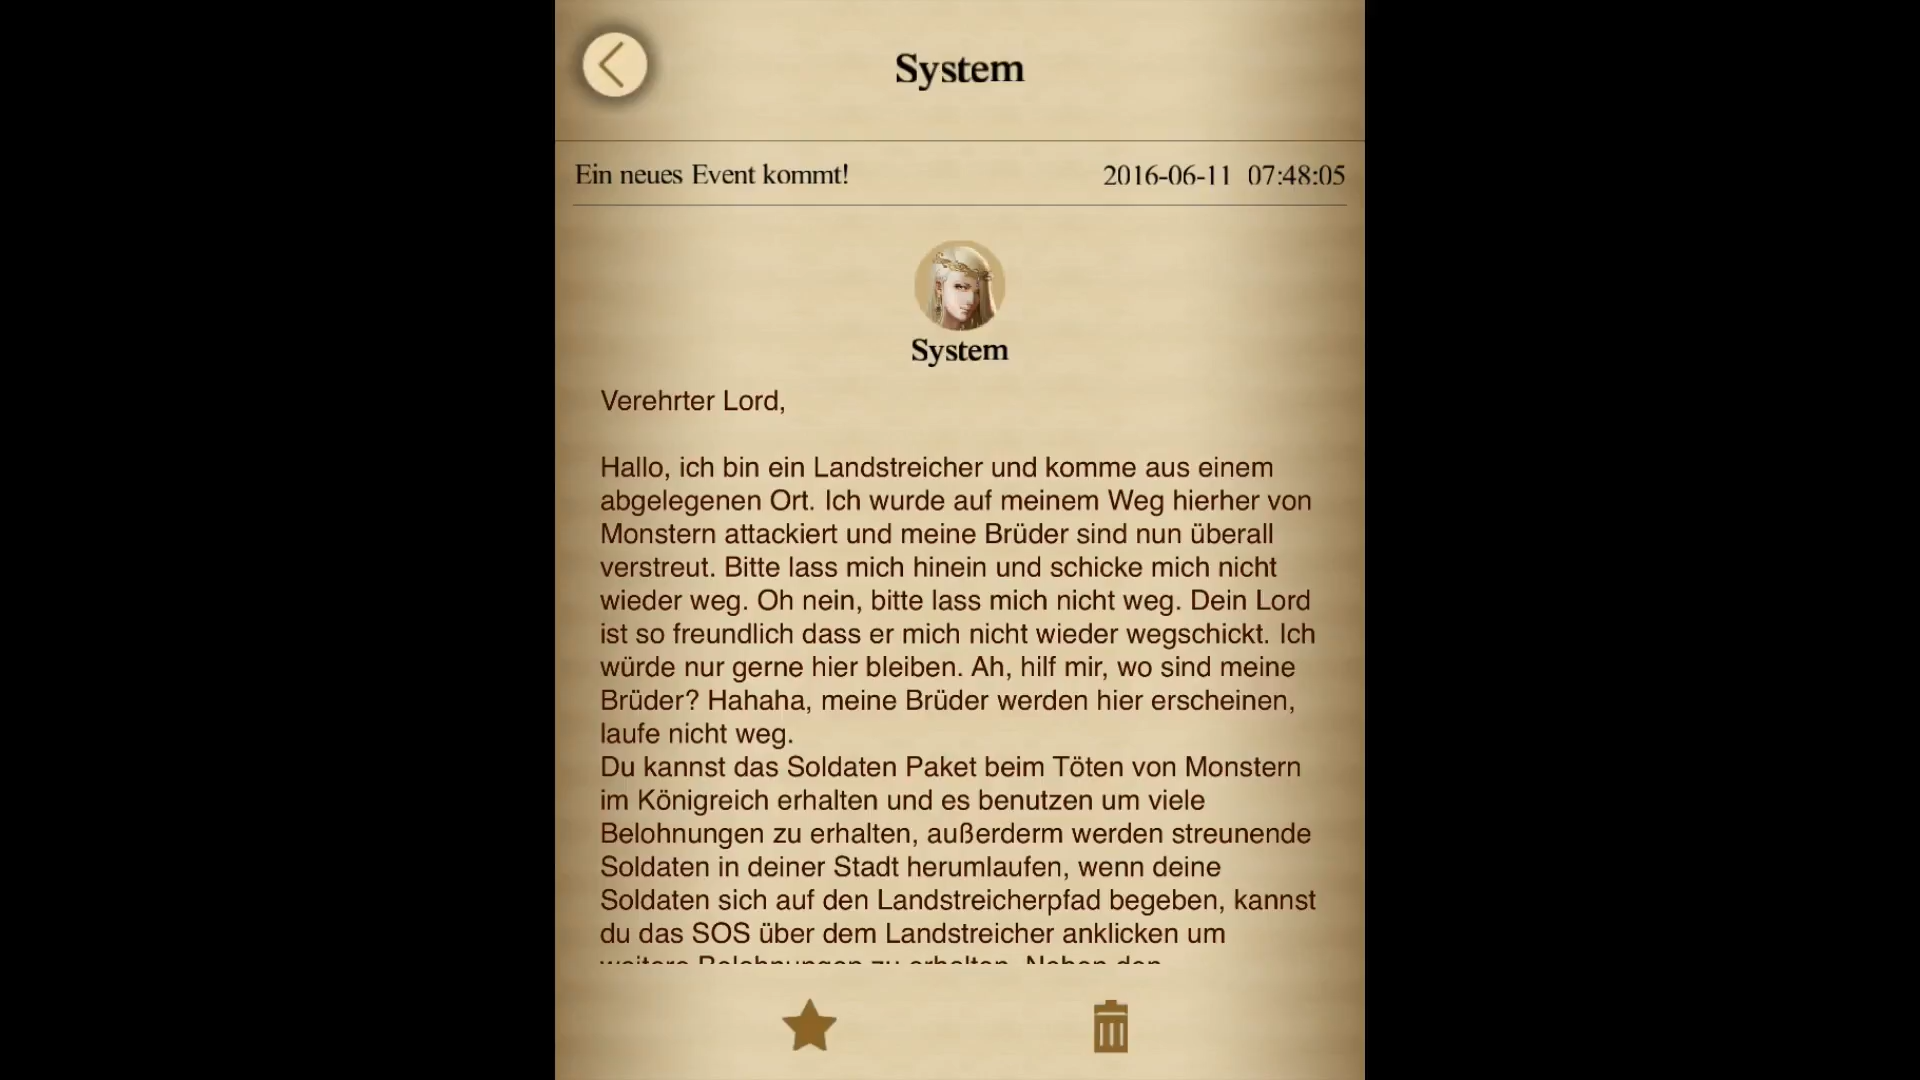 System
Ein neues Event kommt! 2016-06-11 07:48:05
System
Verehrter Lord,
Hallo, ich bin ein Landstreicher und komme aus einem
abgelegenen Ort. Ich wurde auf meinem Weg hierher von
Monstern attackiert und meine Brüder sind nun überall
verstreut. Bitte lass mich hinein und schicke mich nicht
wieder weg. Oh nein, bitte lass mich nicht weg. Dein Lord
ist so freundlich dass er mich nicht wieder wegschickt. Ich
würde nur gerne hier bleiben. Ah, hilf mir, wo sind meine
Brüder? Hahaha, meine Brüder werden hier erscheinen,
laufe nicht weg.
Du kannst das Soldaten Paket beim Töten von Monstern
im Königreich erhalten und es benutzen um viele
Belohnungen zu erhalten, außerderm werden streunende
Soldaten in deiner Stadt herumlaufen, wenn deine
Soldaten sich auf den Landstreicherpfad begeben, kannst
du das SOS über dem Landstreicher anklicken um
weitere Belohnungen zu erhalten. Neben den